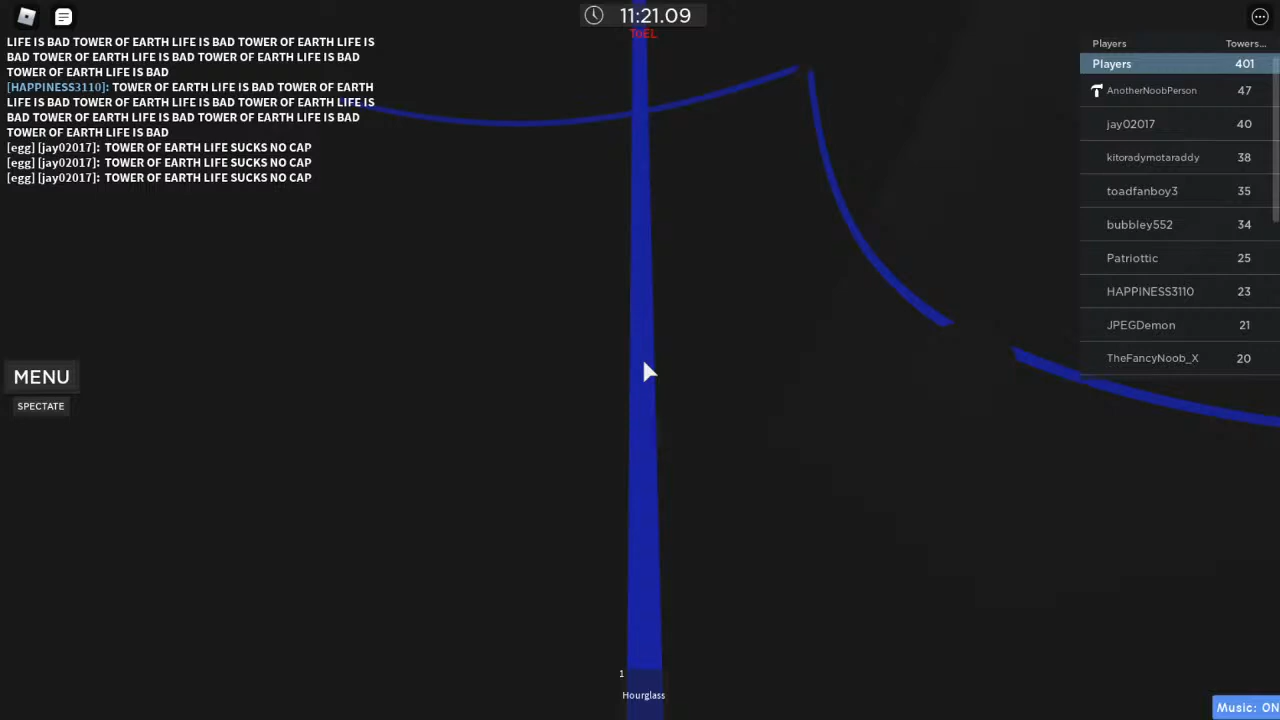 11:21.09
ToEL
LIFE IS BAD TOWER OF EARTH LIFE IS BAD TOWER OF EARTH LIFE IS
BAD TOWER OF EARTH LIFE IS BAD TOWER OF EARTH LIFE IS BAD
TOWER OF EARTH LIFE IS BAD
[HAPPINESS3110]: TOWER OF EARTH LIFE IS BAD TOWER OF EARTH
LIFE IS BAD TOWER OF EARTH LIFE IS BAD TOWER OF EARTH LIFE IS
BAD TOWER OF EARTH LIFE IS BAD TOWER OF EARTH LIFE IS BAD
TOWER OF EARTH LIFE IS BAD
[egg] [jay02017]: TOWER OF EARTH LIFE SUCKS NO CAP
[egg] [jay02017]: TOWER OF EARTH LIFE SUCKS NO CAP
[egg] [jay02017]: TOWER OF EARTH LIFE SUCKS NO CAP
Players Towers...
Players 401
AnotherNoobPerson 47
jay02017 40
kitoradymotaraddy 38
toadfanboy3 35
bubbley552 34
Patriottic 25
HAPPINESS3110 23
JPEGDemon 21
TheFancyNoob_X 20
MENU
SPECTATE
1
Hourglass
Music: ON